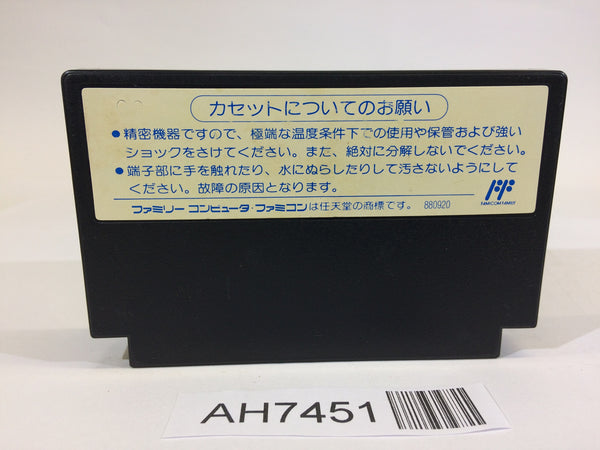 カセットについてのお願い
●精密機器ですので、極端な温度条件下での使用や保管および強い
ショックをさけてください。また、絶対に分解しないでください。
●端子部に手を触れたり、水にぬらしたりして汚さないようにして
ください。故障の原因となります。
ファミリーコンピュータ・ファミコンは任天堂の商標です。 880920
FAMICOM FAMILY
AH7451